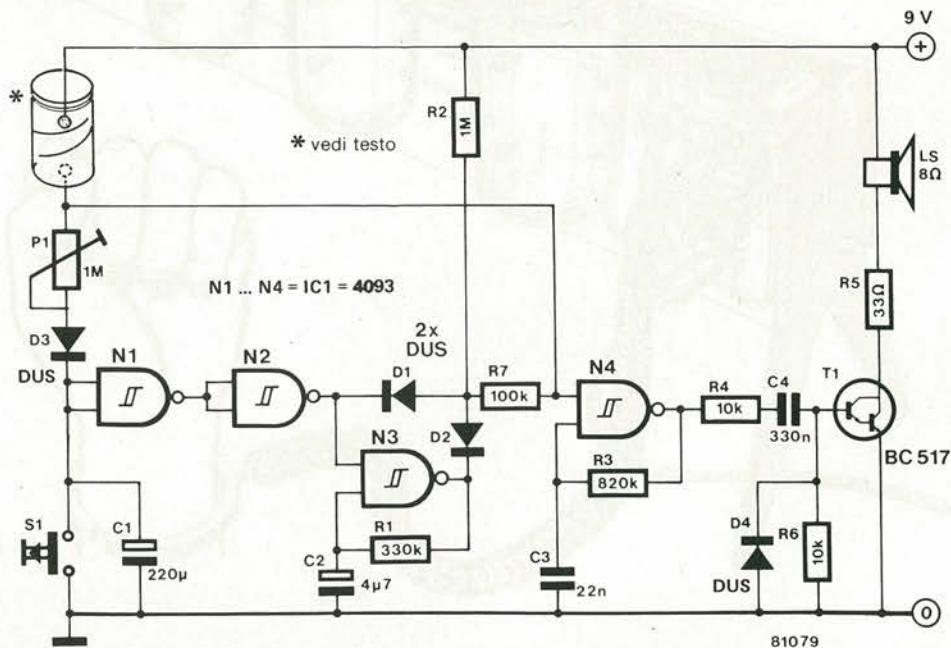 9 V
+
*
R2
1M
* vedi testo
LS
8Ω
P1
1M
R5
33Ω
N1 ... N4 = IC1 = 4093
D3
DUS
N1
N2
2x
DUS
D1
R7
100k
N4
R4
10k
C4
330n
T1
BC 517
N3
D2
R3
820k
R1
330k
S1
C1
220µ
C2
4µ7
C3
22n
D4
DUS
R6
10k
0
81079